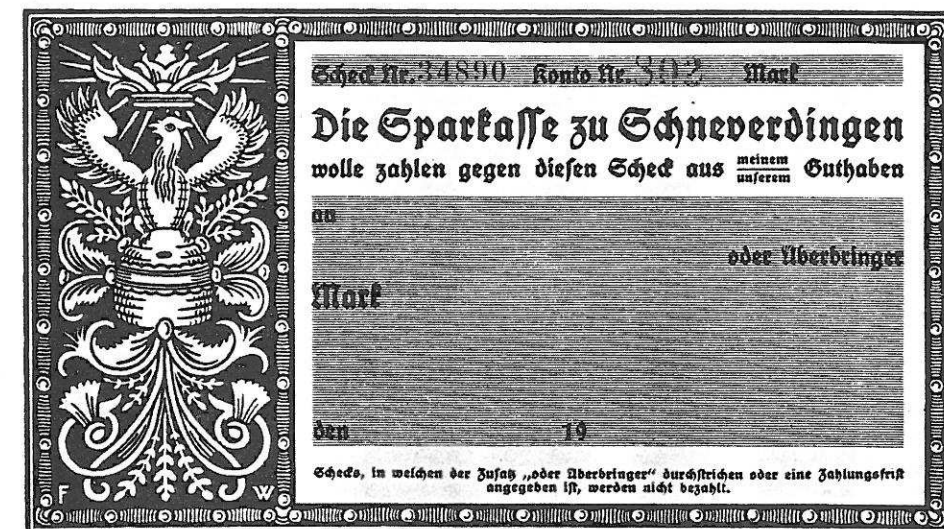 Scheck Nr. 34890 Konto Nr. 302 Mark
Die Sparkasse zu Schneverdingen
wolle zahlen gegen diesen Scheck aus meinem Guthaben
unserem
an
oder Überbringer
Mark
den 19
Schecks, in welchen der Zusatz „oder Überbringer“ durchstrichen oder eine Zahlungsfrist
angegeben ist, werden nicht bezahlt.
F W